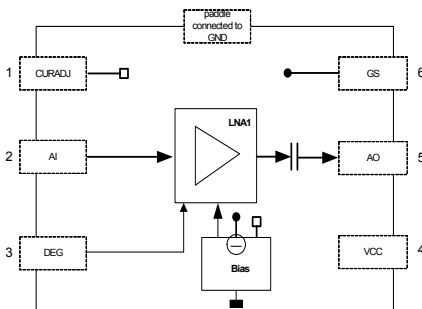 paddle
connected to
GND
1 CURADJ
GS 6
LNA1
2 AI
AO 5
3 DEG
VCC 4
Bias